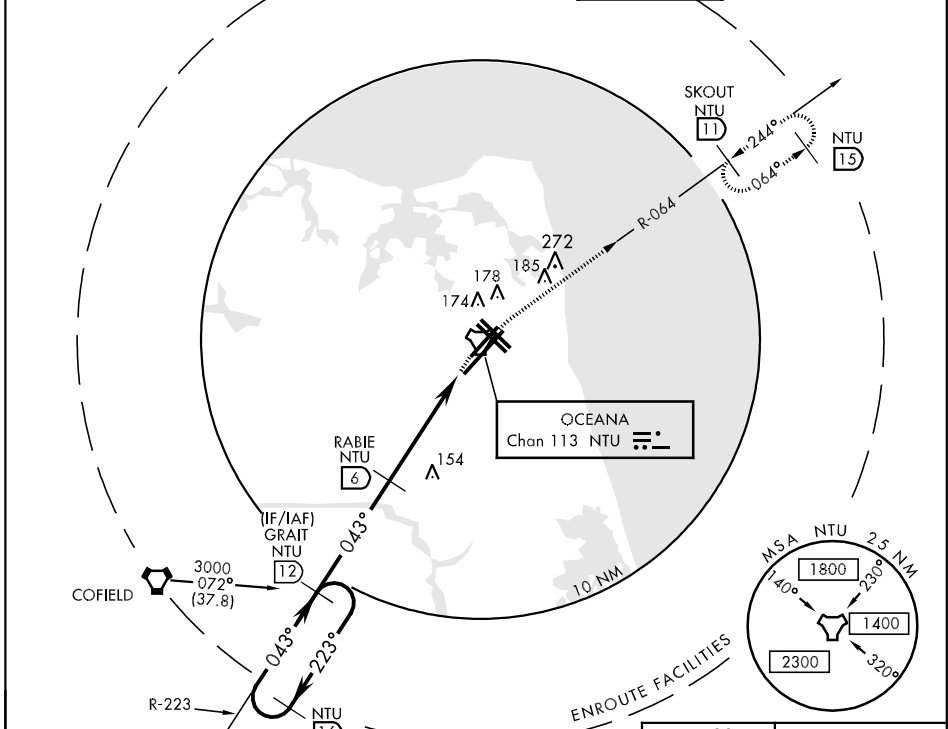 SKOUT
NTU
11
244°
064°
NTU
15
R-064
272
185
178
174
OCEANA
Chan 113 NTU
RABIE
NTU
6
154
043°
(IF/IAF)
GRAIT
NTU
12
3000
072°
(37.8)
COFIELD
10 NM
043°
223°
R-223
NTU
ENROUTE FACILITIES
MSA NTU 25 NM
1800
140°
230°
1400
2300
320°